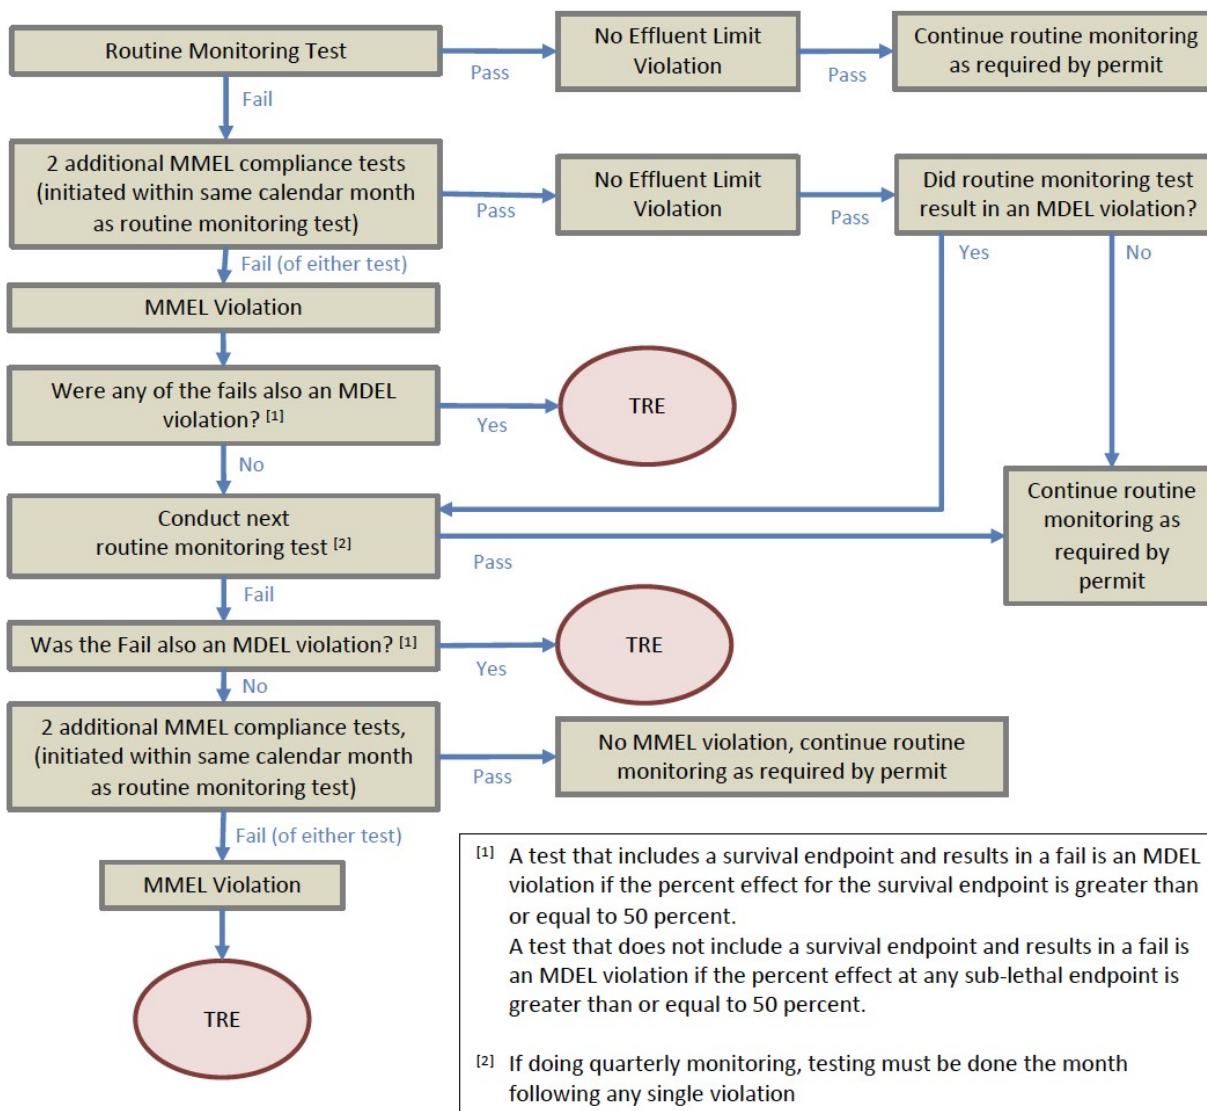 Routine Monitoring Test
Pass
No Effluent Limit
Violation
Pass
Continue routine monitoring
as required by permit
Fail
2 additional MMEL compliance tests
(initiated within same calendar month
as routine monitoring test)
Pass
No Effluent Limit
Violation
Pass
Did routine monitoring test
result in an MDEL violation?
Yes
No
Fail (of either test)
MMEL Violation
Were any of the fails also an MDEL
violation? [1]
Yes
TRE
No
Conduct next
routine monitoring test [2]
Pass
Continue routine
monitoring as
required by
permit
Fail
Was the Fail also an MDEL violation? [1]
Yes
TRE
No
2 additional MMEL compliance tests,
(initiated within same calendar month
as routine monitoring test)
Pass
No MMEL violation, continue routine
monitoring as required by permit
Fail (of either test)
MMEL Violation
TRE
[1] A test that includes a survival endpoint and results in a fail is an MDEL
violation if the percent effect for the survival endpoint is greater than
or equal to 50 percent.
A test that does not include a survival endpoint and results in a fail is
an MDEL violation if the percent effect at any sub-lethal endpoint is
greater than or equal to 50 percent.
[2] If doing quarterly monitoring, testing must be done the month
following any single violation